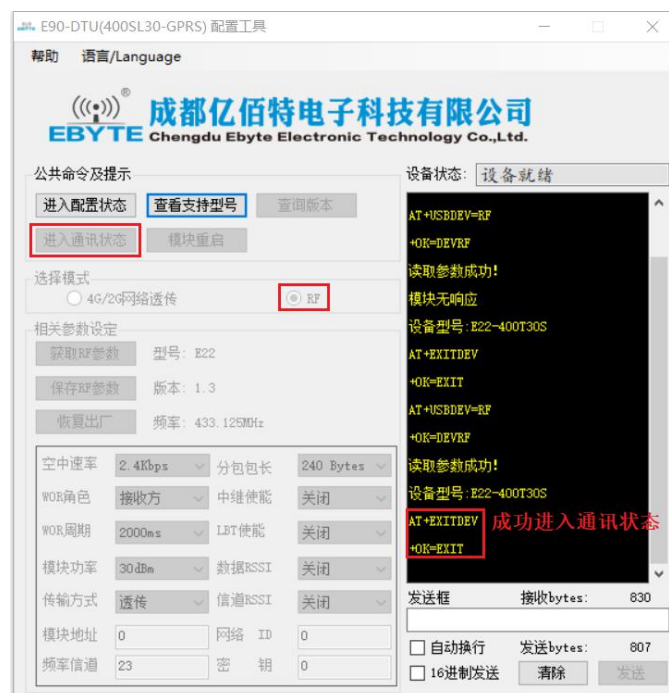 EBYTE E90-DTU(400SL30-GPRS) 配置工具
帮助 语言/Language
®
EBYTE 成都亿佰特电子科技有限公司
Chengdu Ebyte Electronic Technology Co.,Ltd.
公共命令及提示
进入配置状态 查看支持型号 查询版本
进入通讯状态 模块重启
选择模式
4G/2G网络透传 RF
相关参数设定
获取RF参数 型号: E22
保存RF参数 版本: 1.3
恢复出厂 频率: 433.125MHz
空中速率 2.4Kbps 分包包长 240 Bytes
WOR角色 接收方 中继使能 关闭
WOR周期 2000ms LBT使能 关闭
模块功率 30dBm 数据RSSI 关闭
传输方式 透传 信道RSSI 关闭
模块地址 0 网络 ID 0
频率信道 23 密 钥 0
设备状态: 设备就绪
AT+USBDEV=RF
+OK=DEVRF
读取参数成功!
模块无响应
设备型号:E22-400T30S
AT+EXITDEV
+OK=EXIT
AT+USBDEV=RF
+OK=DEVRF
读取参数成功!
设备型号:E22-400T30S
AT+EXITDEV
+OK=EXIT
成功进入通讯状态
发送框 接收bytes: 830
自动换行 发送bytes: 807
16进制发送 清除 发送